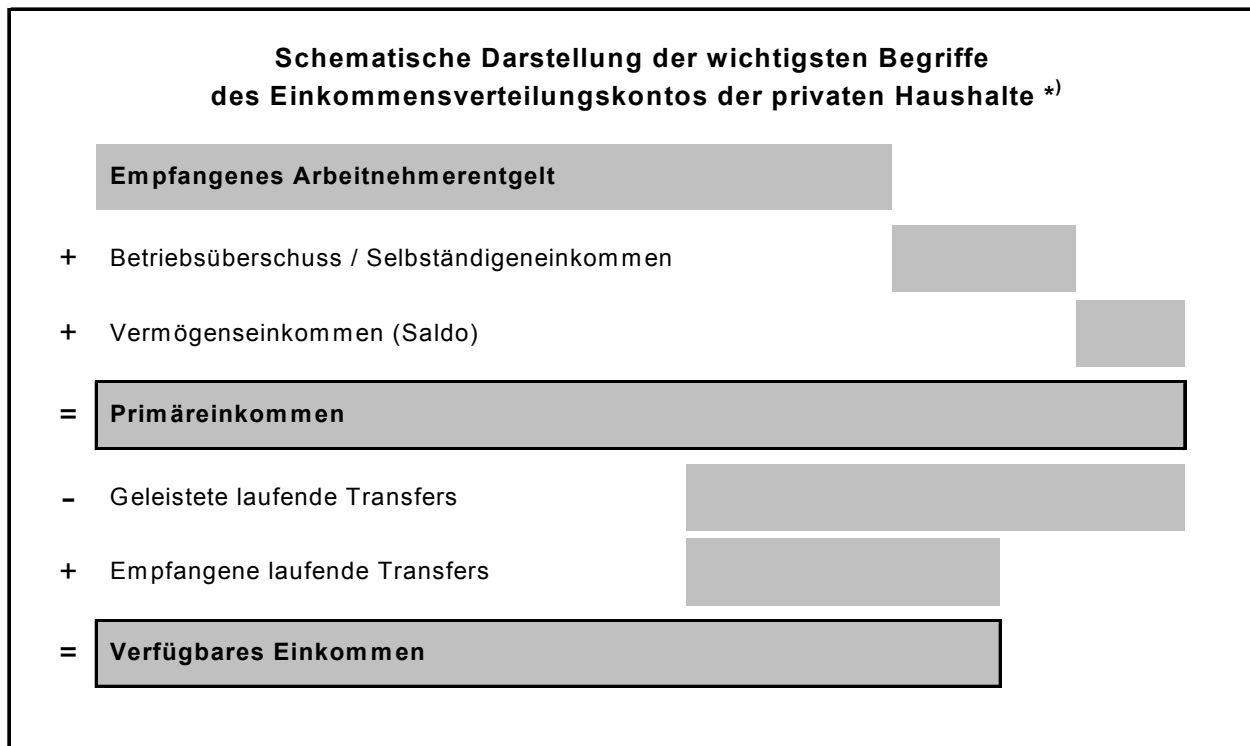 Schematische Darstellung der wichtigsten Begriffe
des Einkommensverteilungskontos der privaten Haushalte *)
Empfangenes Arbeitnehmerentgelt
+ Betriebsüberschuss / Selbständigeneinkommen
+ Vermögenseinkommen (Saldo)
= Primäreinkommen
- Geleistete laufende Transfers
+ Empfangene laufende Transfers
= Verfügbares Einkommen